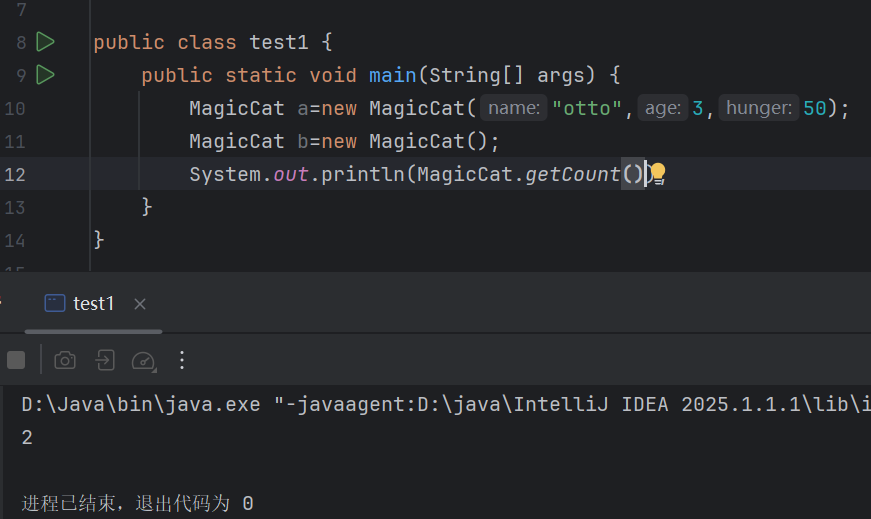 7
8 public class test1 {
9 public static void main(String[] args) {
10 MagicCat a=new MagicCat( name: "otto", age: 3, hunger: 50);
11 MagicCat b=new MagicCat();
12 System.out.println(MagicCat.getCount());
13 }
14 }
test1
D:\Java\bin\java.exe "-javaagent:D:\java\IntelliJ IDEA 2025.1.1.1\lib\i
2
进程已结束，退出代码为 0